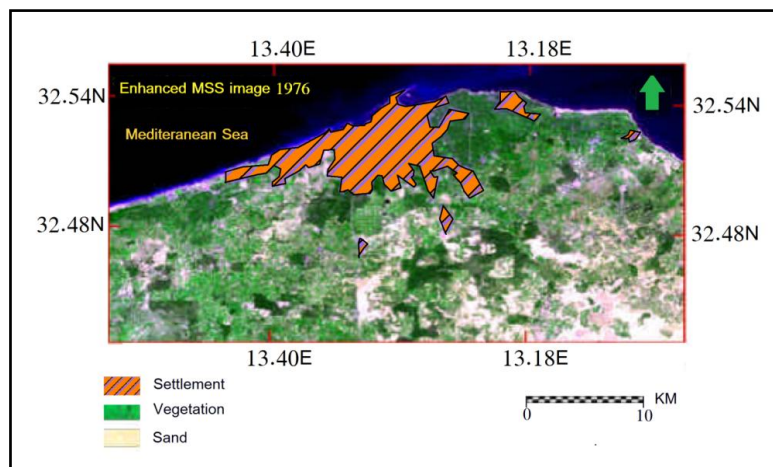 13.40E 13.18E
Enhanced MSS image 1976
32.54N 32.54N
Mediteranean Sea
32.48N 32.48N
13.40E 13.18E
Settlement
Vegetation
KM
0 10
Sand